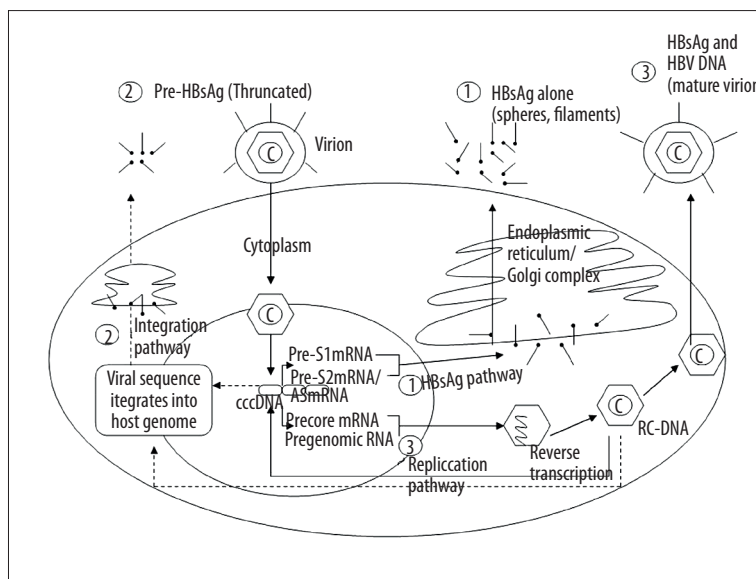 2 Pre-HBsAg (Thruncated)
Virion
C
1 HBsAg alone
(spheres, filaments)
3 HBsAg and
HBV DNA
(mature virion
C
Cytoplasm
Endoplasmic
reticulum/
Golgi complex
C
2 Integration
pathway
Viral sequence
itegrates into
host genome
cccDNA
Pre-S1mRNA
Pre-S2mRNA/
ASmRNA
1 HBsAg pathway
Precore mRNA
Pregenomic RNA
3
Repliccation
pathway
Reverse
transcription
C
RC-DNA
C